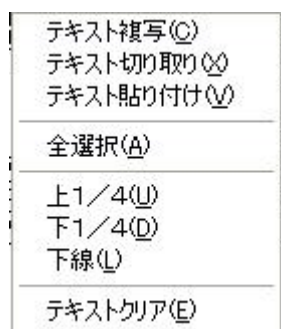 テキスト複写(C)
テキスト切り取り(X)
テキスト貼り付け(V)
全選択(A)
上1／4(U)
下1／4(D)
下線(L)
テキストクリア(E)